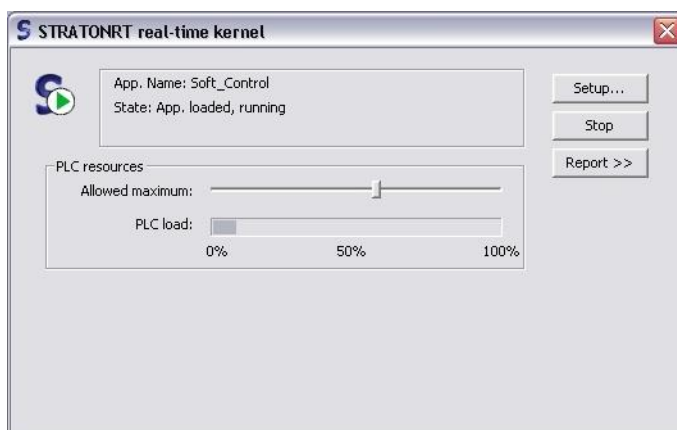 STRATONRT real-time kernel
App. Name: Soft_Control
State: App. loaded, running
Setup...
Stop
Report >>
PLC resources
Allowed maximum:
PLC load:
0% 50% 100%